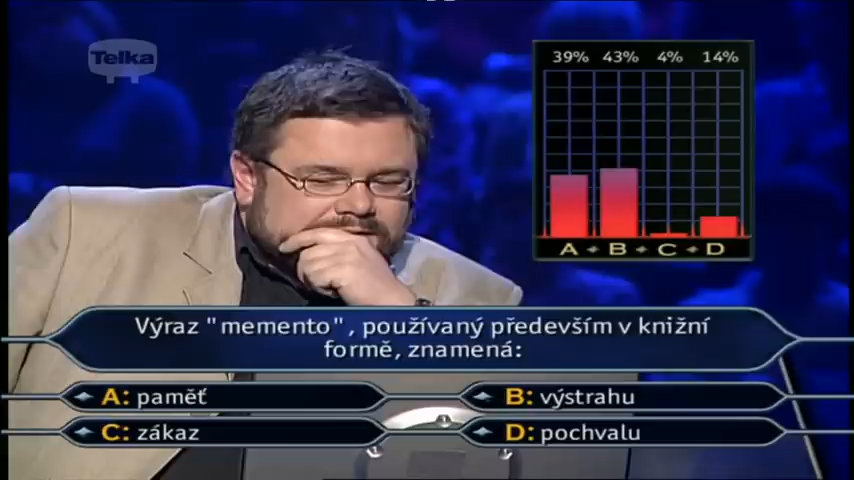 Telka
39% 43% 4% 14%
A B C D
Výraz "memento", používaný především v knižní
formě, znamená:
A: paměť
B: výstrahu
C: zákaz
D: pochvalu